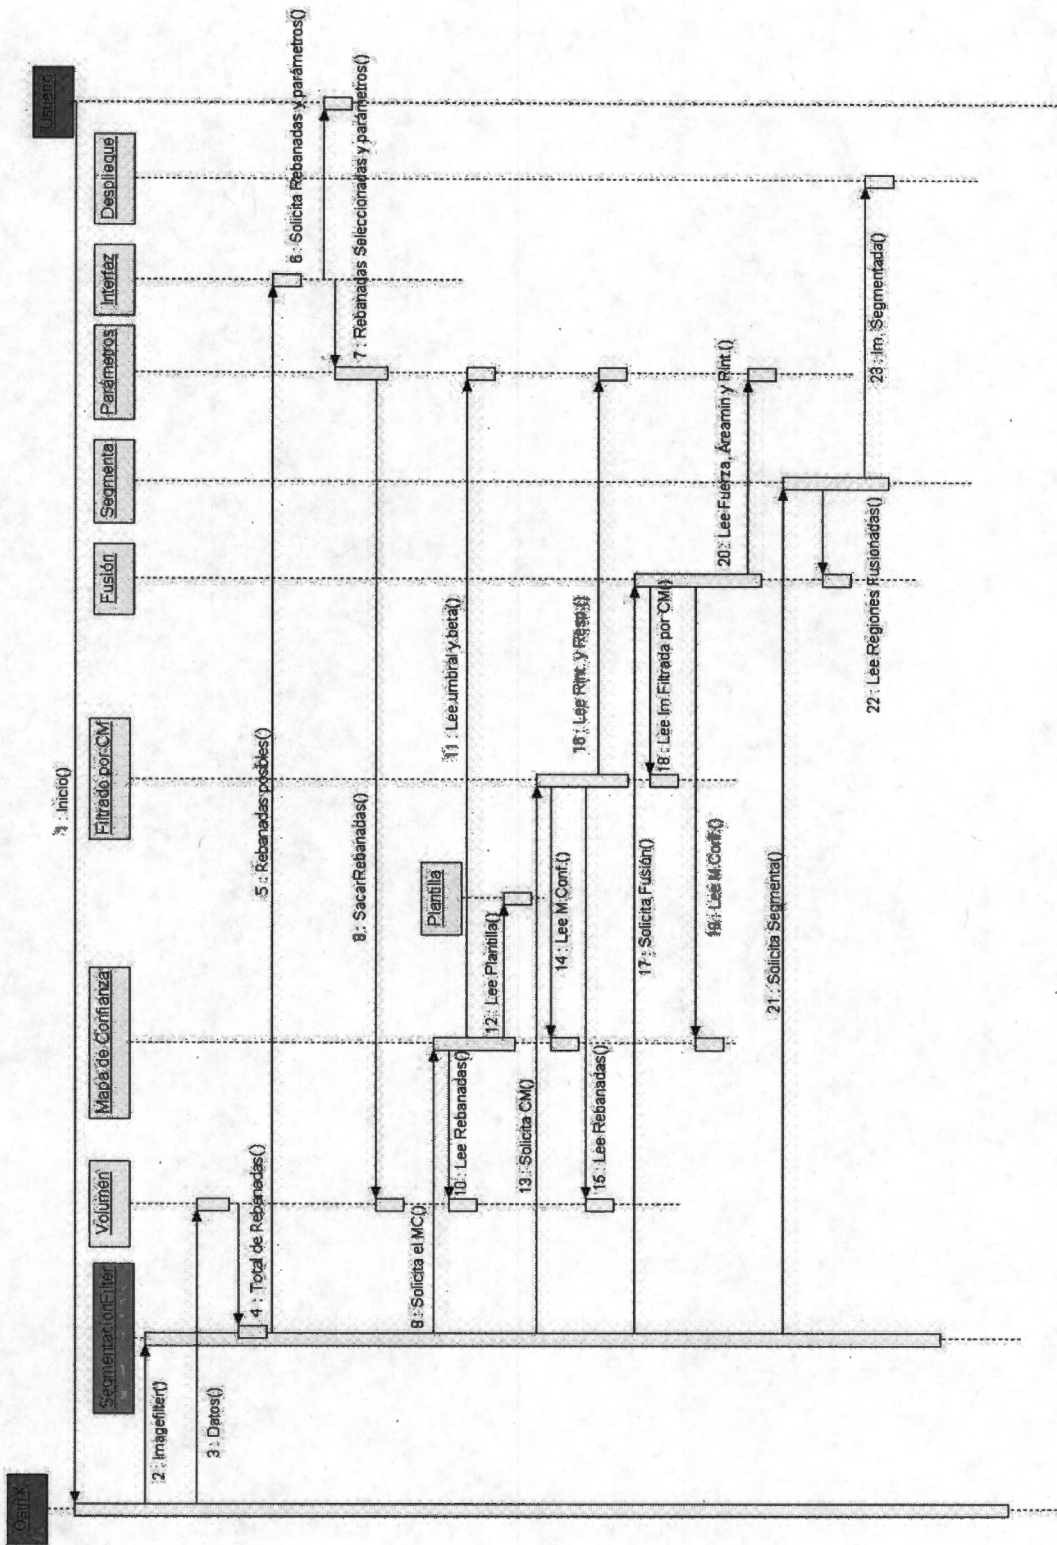 Osirix
SegmentacionFilter
Volumen
Mapa de Confianza
Plantilla
Filtrado por CM
Fusión
Segmenta
Parámetros
Interfaz
Despliegue
Usuario
1 : Inicio()
2 : Imagefilter()
3 : Datos()
4 : Total de Rebanadas()
5 : Rebanadas posibles()
6 : Solicita Rebanadas y parámetros()
7 : Rebanadas Seleccionadas y parámetros()
8 : SacarRebanadas()
9 : Solicita el MC()
10 : Lee Rebanadas()
11 : Lee umbral y beta()
12 : Lee Plantilla()
13 : Solicita CM()
14 : Lee M.Conf.()
15 : Lee Rebanadas()
16 : Lee Rint. y Resp.()
17 : Solicita Fusión()
18 : Lee Im.Filtrada por CM()
19 : Lee M.Conf.()
20 : Lee Fuerza, Áreamin y Rint.()
21 : Solicita Segmenta()
22 : Lee Regiones Fusionadas()
23 : Im. Segmentada()